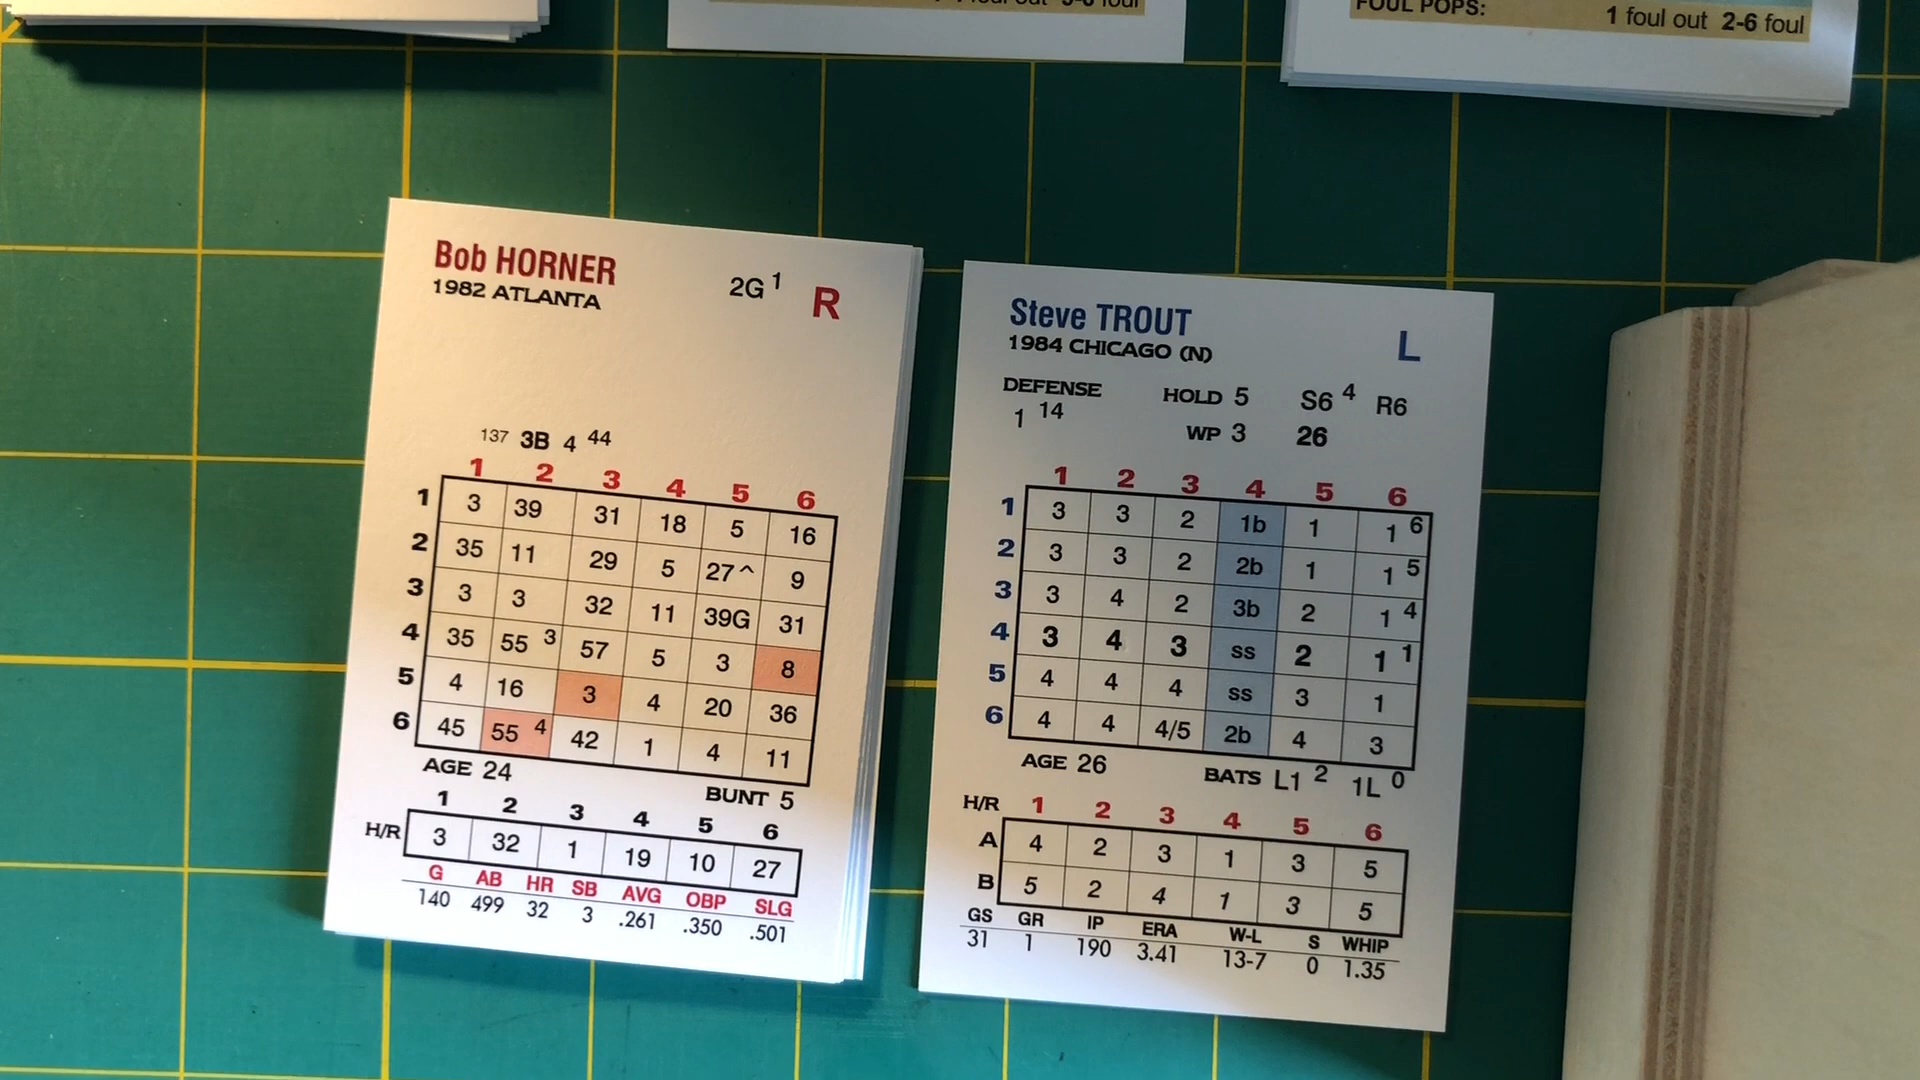 foul out 5-6 foul
FOUL POPS: 1 foul out 2-6 foul
Bob HORNER
1982 ATLANTA
2G 1 R
137 3B 4 44
1 2 3 4 5 6
1 3 39 31 18 5 16
2 35 11 29 5 27^ 9
3 3 3 32 11 39G 31
4 35 55 3 57 5 3 8
5 4 16 3 4 20 36
6 45 55 4 42 1 4 11
AGE 24
BUNT 5
1 2 3 4 5 6
H/R 3 32 1 19 10 27
G AB HR SB AVG OBP SLG
140 499 32 3 .261 .350 .501
Steve TROUT
1984 CHICAGO (N)
L
DEFENSE HOLD 5 S6 4 R6
1 14 WP 3 26
1 2 3 4 5 6
1 3 3 2 1b 1 1 6
2 3 3 2 2b 1 1 5
3 3 4 2 3b 2 1 4
4 3 4 3 ss 2 1 1
5 4 4 4 ss 3 1
6 4 4 4/5 2b 4 3
AGE 26 BATS L1 2 1L 0
H/R 1 2 3 4 5 6
A 4 2 3 1 3 5
B 5 2 4 1 3 5
GS GR IP ERA W-L S WHIP
31 1 190 3.41 13-7 0 1.35